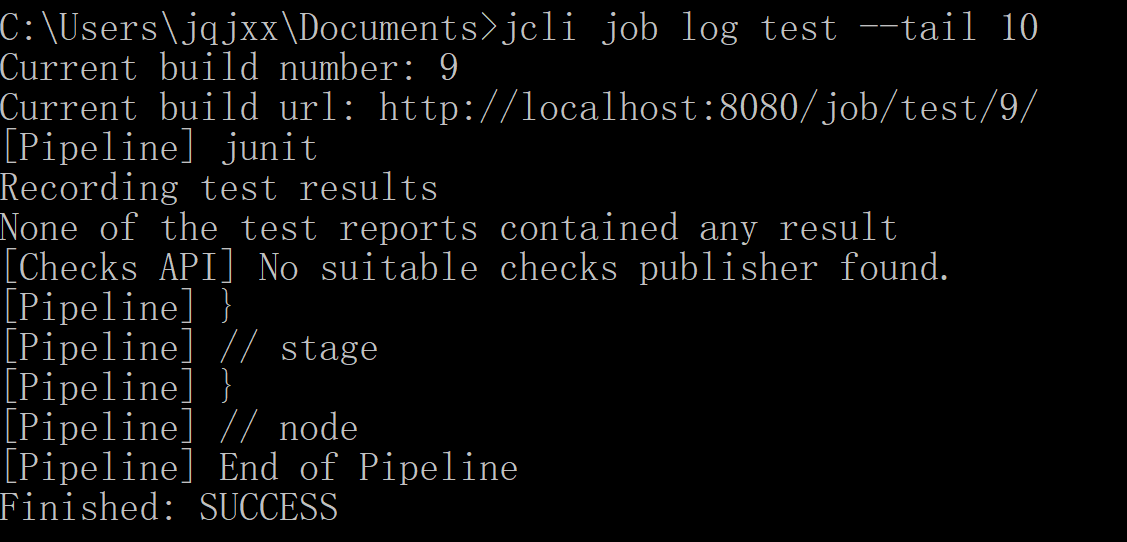 C:\Users\jqjxx\Documents>jcli job log test --tail 10
Current build number: 9
Current build url: http://localhost:8080/job/test/9/
[Pipeline] junit
Recording test results
None of the test reports contained any result
[Checks API] No suitable checks publisher found.
[Pipeline] }
[Pipeline] // stage
[Pipeline] }
[Pipeline] // node
[Pipeline] End of Pipeline
Finished: SUCCESS